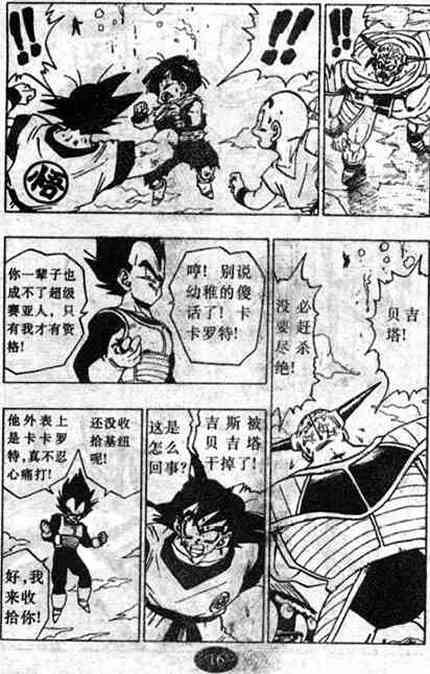 !!
!!
!!
悟
贝吉
塔!
没必
要赶
尽杀
绝!
哼! 别说
幼稚的傻
话了! 卡
卡罗特!
你一辈子也
成不了超级
赛亚人,只
有我才有资
格!
吉斯被
贝吉塔
干掉了!
这是
怎么
回事?
还没收
拾基纽
呢!
他外表上
是卡卡罗
特,真不忍
心痛打!
好,我
来收
拾你!
16